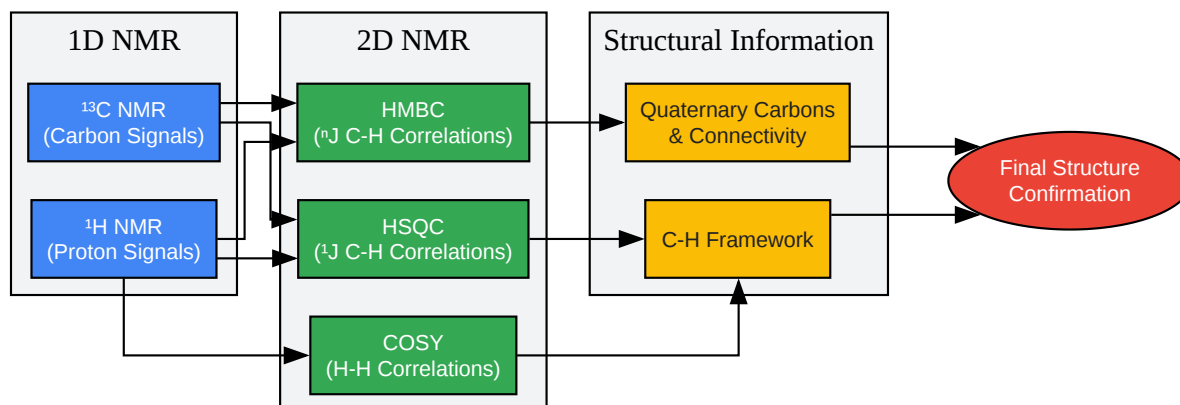 1D NMR
¹³C NMR
(Carbon Signals)
¹H NMR
(Proton Signals)
2D NMR
HMBC
(ⁿJ C-H Correlations)
HSQC
(¹J C-H Correlations)
COSY
(H-H Correlations)
Structural Information
Quaternary Carbons
& Connectivity
C-H Framework
Final Structure
Confirmation